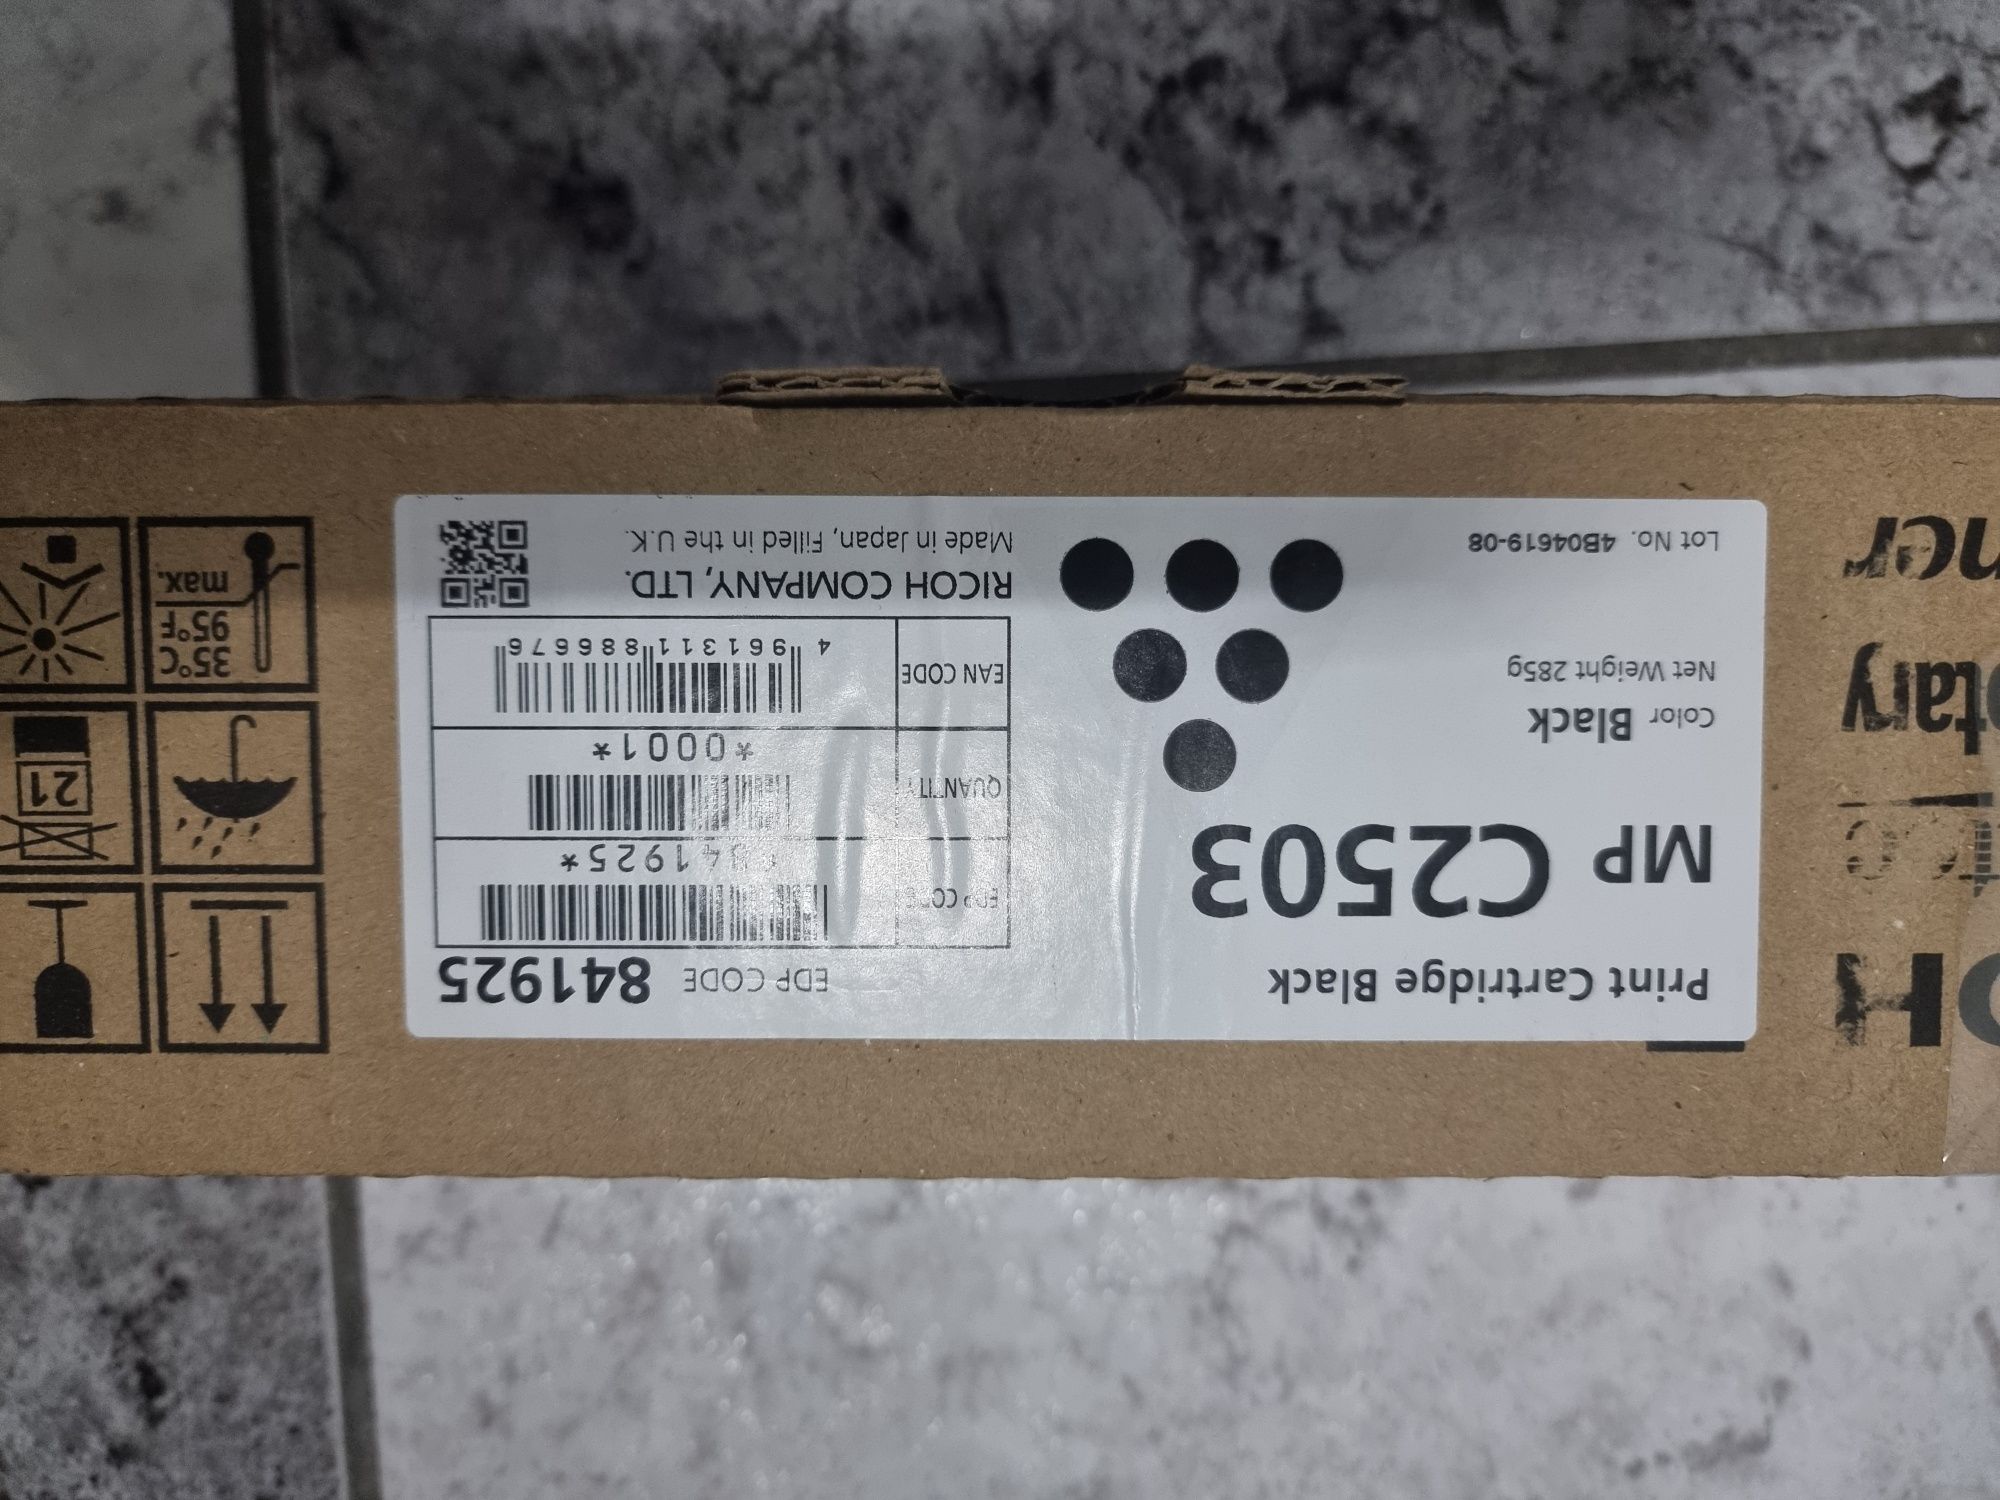 Print Cartridge Black
MP C2503
Color Black
Net Weight 285g
Lot No. 4B04619-08
EDP CODE 841925
EDP CODE
*841925*
QUANTITY
*0001*
EAN CODE
4 961311 886676
RICOH COMPANY, LTD.
Made in Japan, Filled in the U.K.
21
35°C
95°F
max.